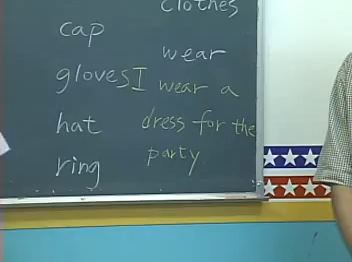 cap
gloves
hat
ring
clothes
wear
I wear a
dress for the
party